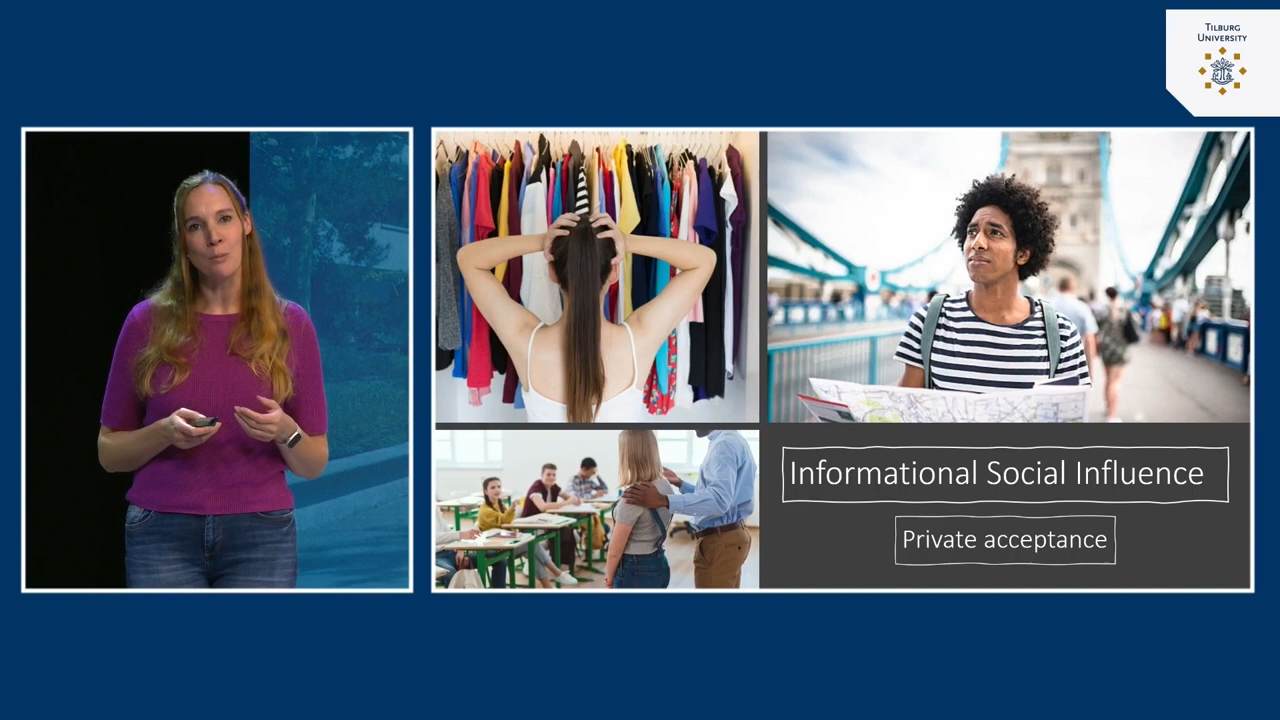 Tilburg
University
Informational Social Influence
Private acceptance